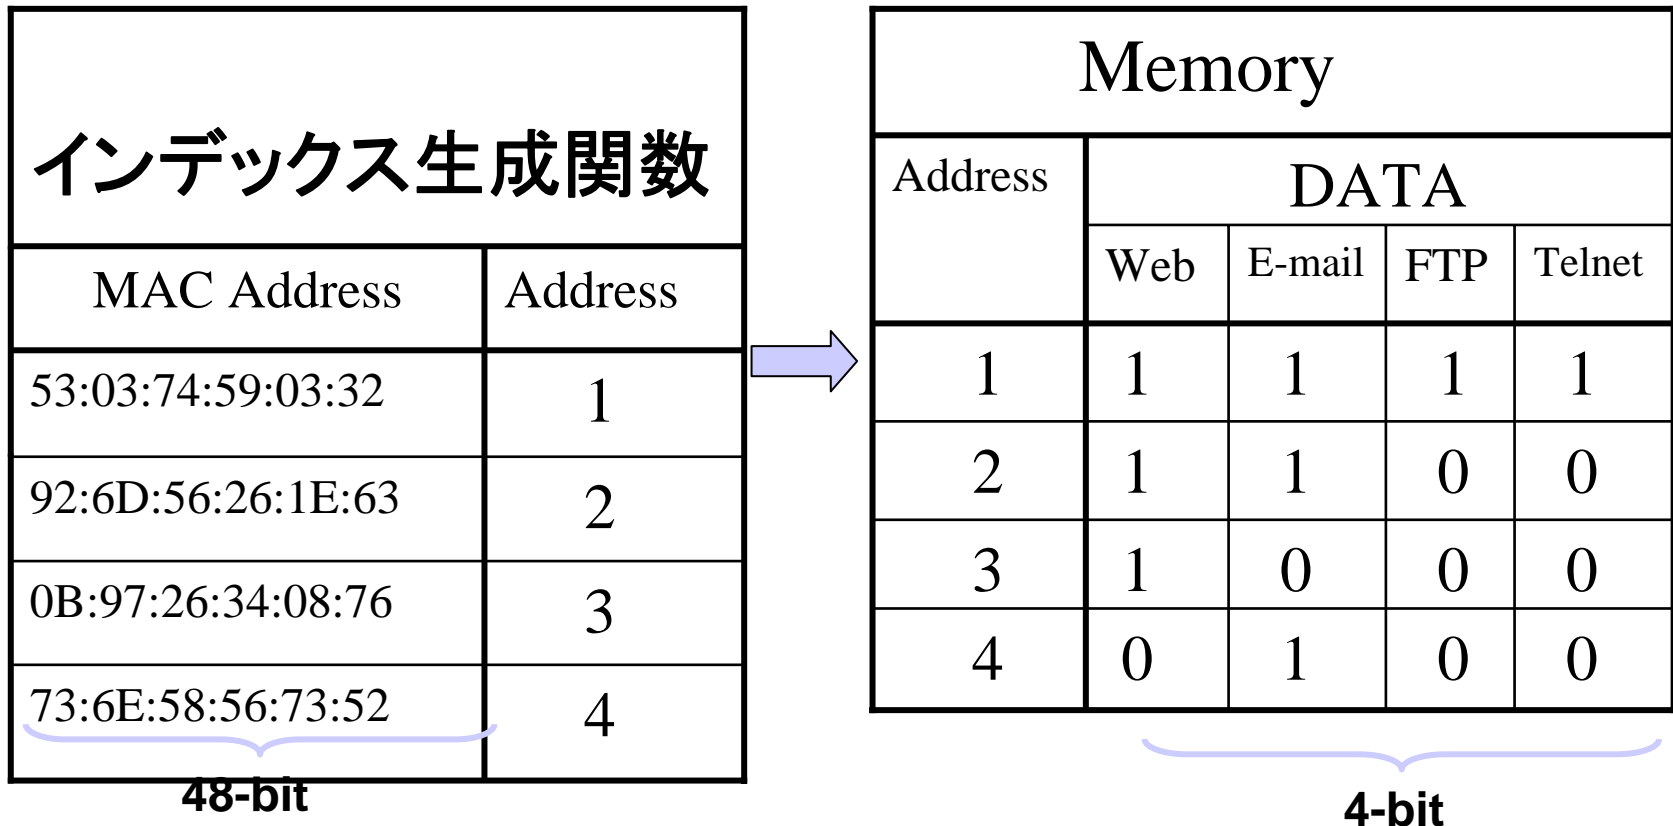 インデックス生成関数
MAC Address Address
53:03:74:59:03:32 1
92:6D:56:26:1E:63 2
0B:97:26:34:08:76 3
73:6E:58:56:73:52 4
48-bit
Memory
Address DATA
Web E-mail FTP Telnet
1 1 1 1 1
2 1 1 0 0
3 1 0 0 0
4 0 1 0 0
4-bit